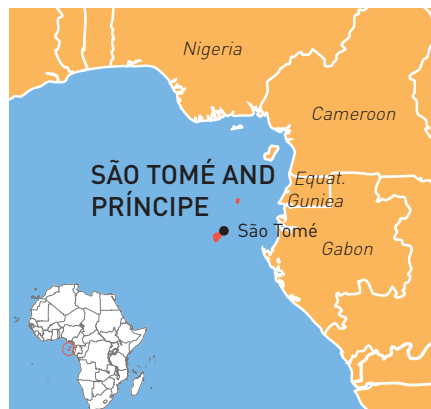 Nigeria
Cameroon
SÃO TOMÉ AND
PRÍNCIPE
Equat.
Guniea
São Tomé
Gabon